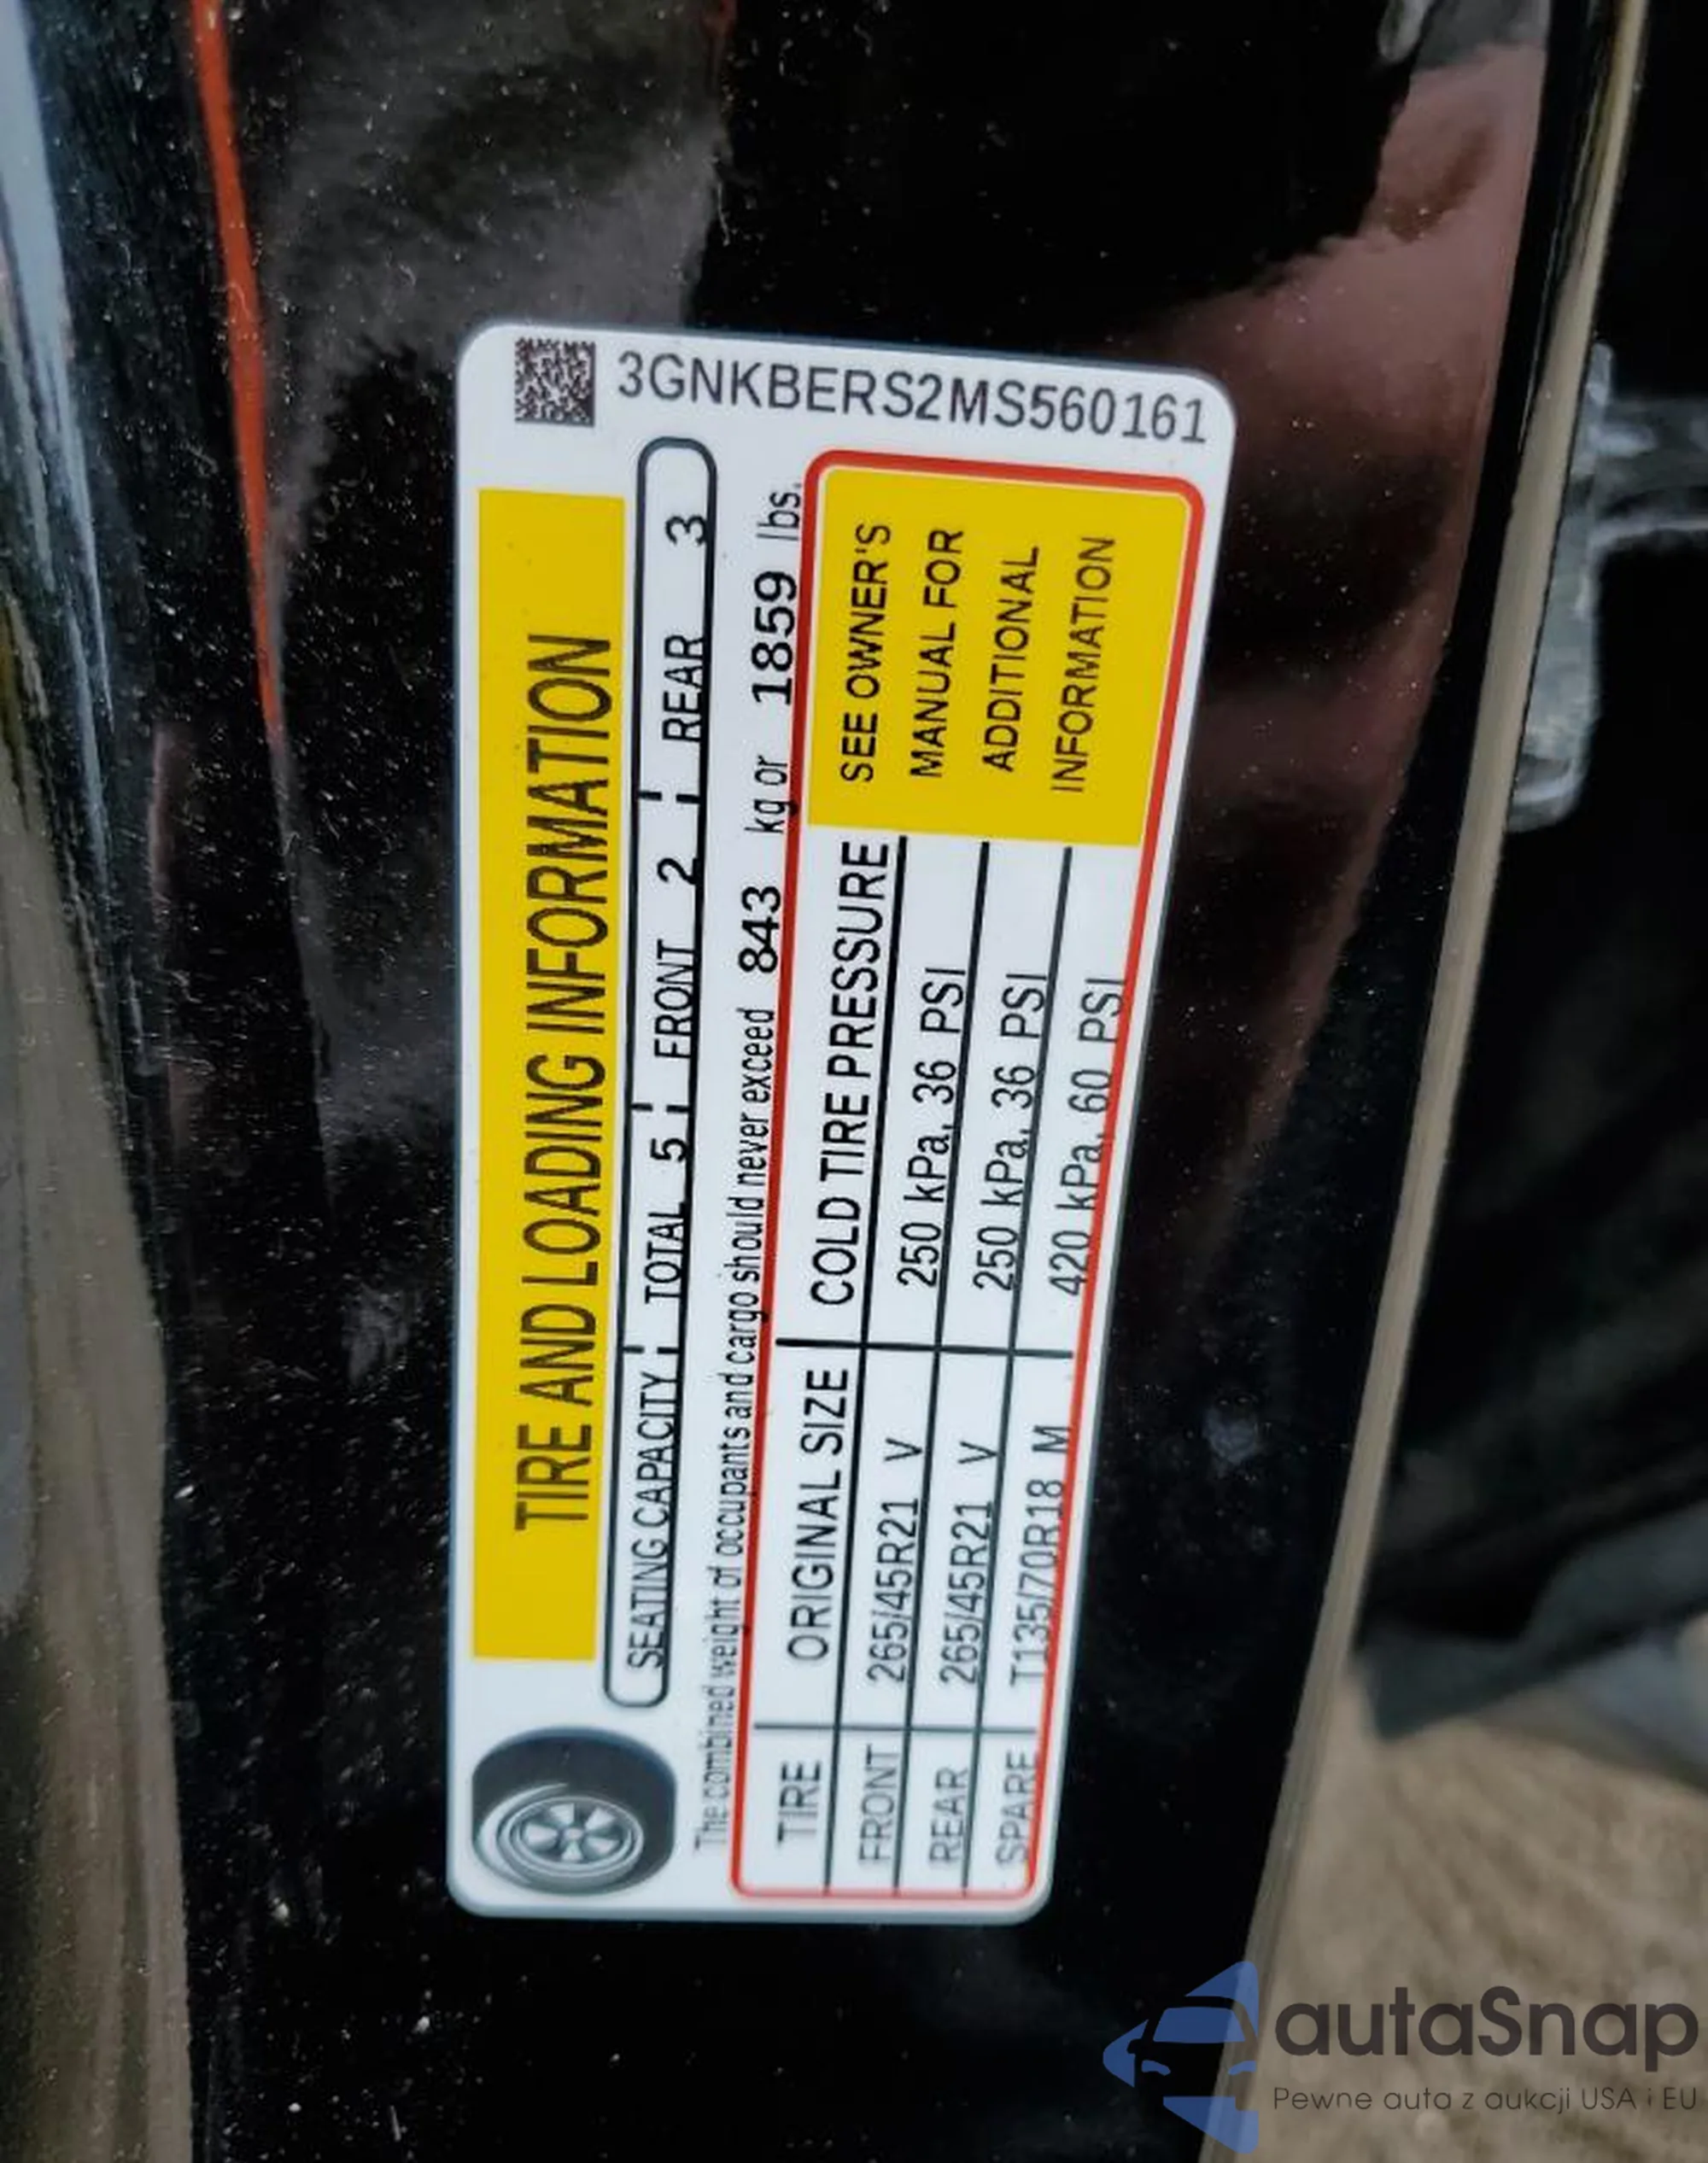 3GNKBERS2MS560161
TIRE AND LOADING INFORMATION
SEATING CAPACITY TOTAL 5 FRONT 2 REAR 3
The combined weight of occupants and cargo should never exceed 843 kg or 1859 lbs.
TIRE ORIGINAL SIZE COLD TIRE PRESSURE
FRONT 265/45R21 V 250 kPa, 36 PSI
REAR 265/45R21 V 250 kPa, 36 PSI
SPARE T135/70R18 M 420 kPa, 60 PSI
SEE OWNER'S
MANUAL FOR
ADDITIONAL
INFORMATION
autaSnap
Pewne auta z aukcji USA i EU